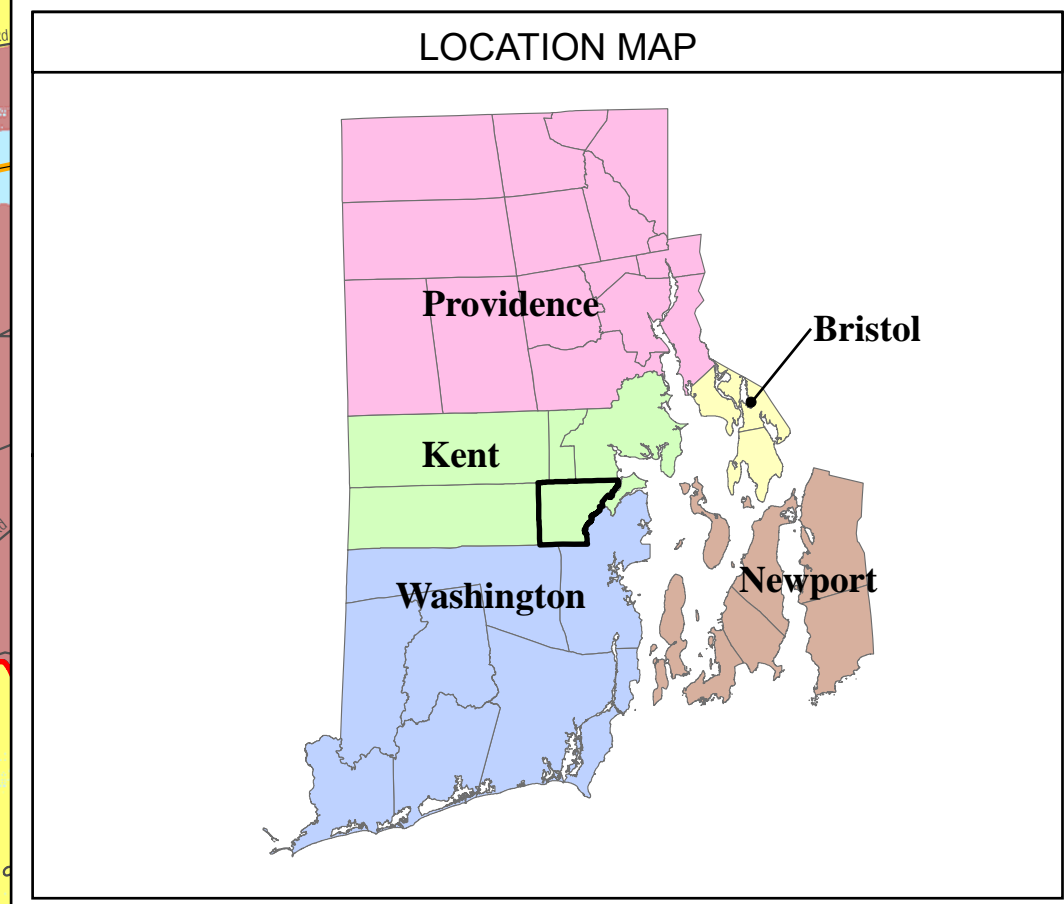 LOCATION MAP
Providence
Bristol
Kent
Newport
Washington